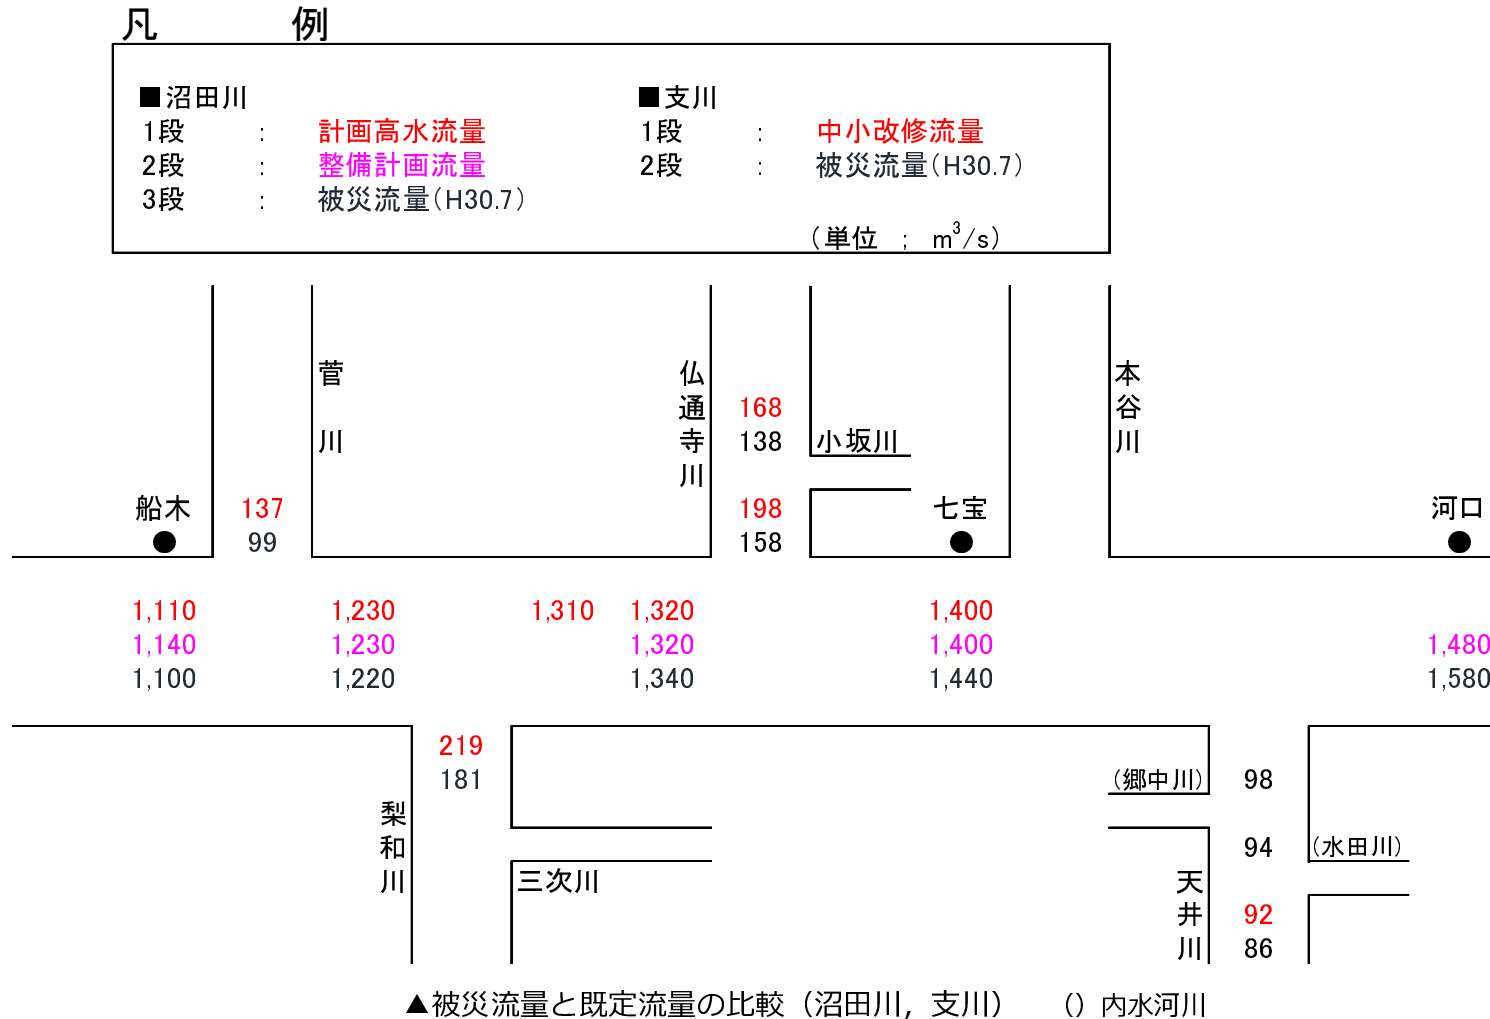 凡　例
■沼田川　■支川
1段　:　計画高水流量　1段　:　中小改修流量
2段　:　整備計画流量　2段　:　被災流量(H30.7)
3段　:　被災流量(H30.7)
(単位　;　m³/s)
菅川
仏通寺川
本谷川
168
138
小坂川
船木
137
99
198
158
七宝
河口
1,110　1,230　1,310　1,320　1,400
1,140　1,230　1,320　1,400　1,480
1,100　1,220　1,340　1,440　1,580
219
181
梨和川
三次川
(郷中川)
98
94
(水田川)
天井川
92
86
▲被災流量と既定流量の比較（沼田川，支川）　（）内水河川